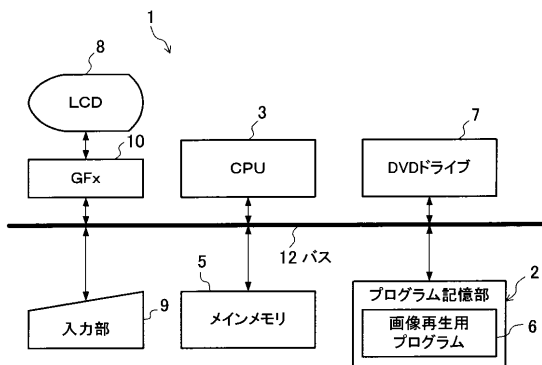 1
8
LCD
10
GFx
3
CPU
7
DVDドライブ
12 バス
9
入力部
5
メインメモリ
2
プログラム記憶部
画像再生用
プログラム
6